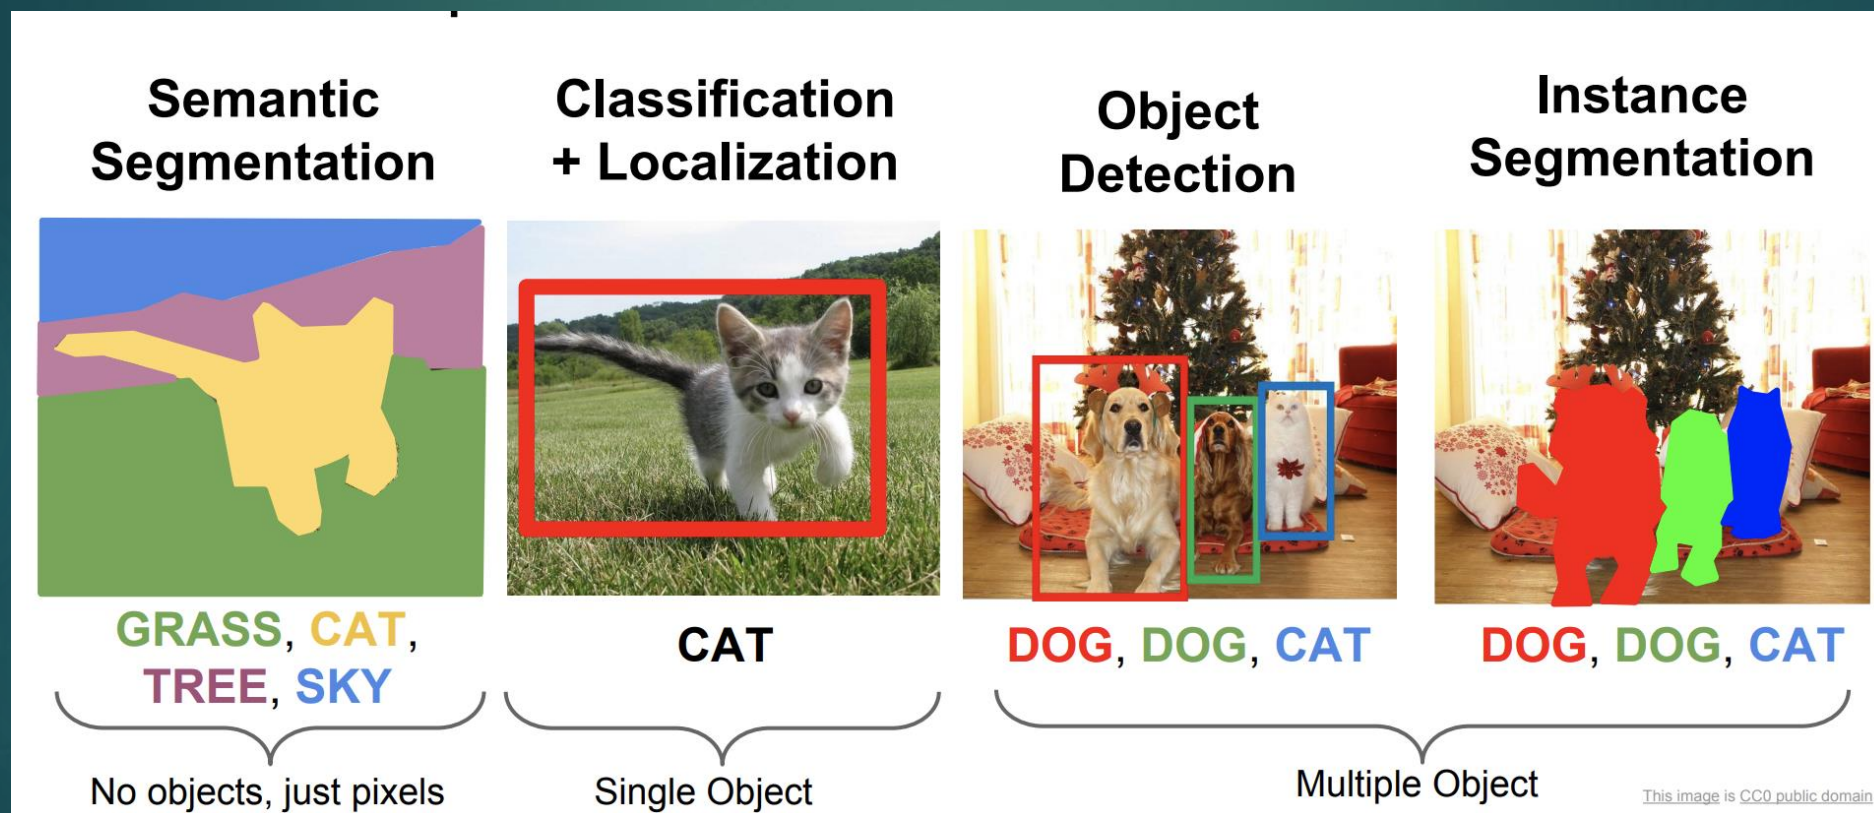 Semantic
Segmentation
Classification
+ Localization
Object
Detection
Instance
Segmentation
GRASS, CAT,
TREE, SKY
CAT
DOG, DOG, CAT
DOG, DOG, CAT
No objects, just pixels
Single Object
Multiple Object
This image is CC0 public domain